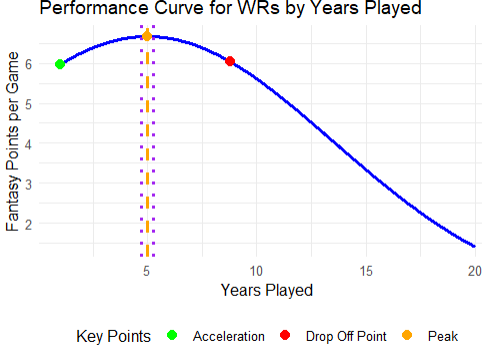 Performance Curve for WRs by Years Played
Fantasy Points per Game
6
5
4
3
2
5
10
15
20
Years Played
Key Points
Acceleration
Drop Off Point
Peak